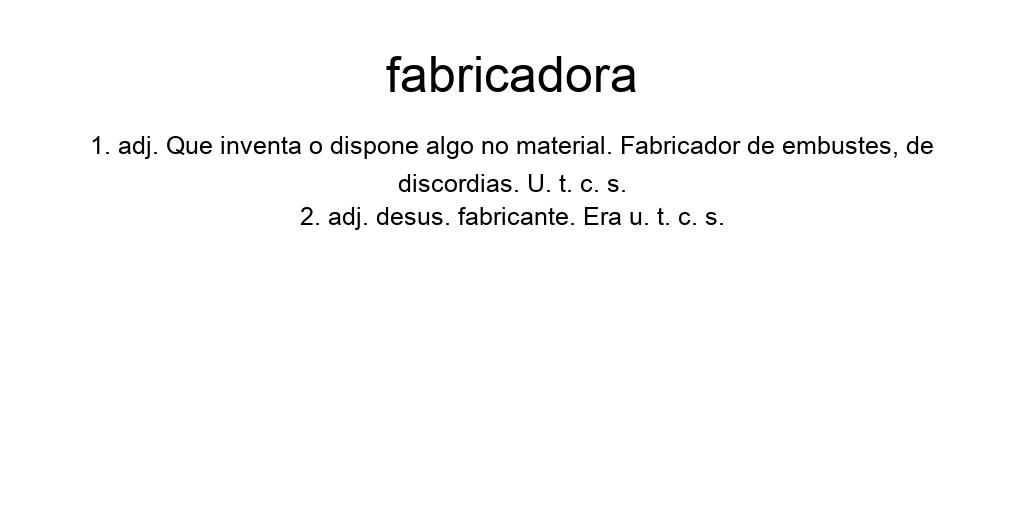 fabricadora
1. adj. Que inventa o dispone algo no material. Fabricador de embustes, de
discordias. U. t. c. s.
2. adj. desus. fabricante. Era u. t. c. s.